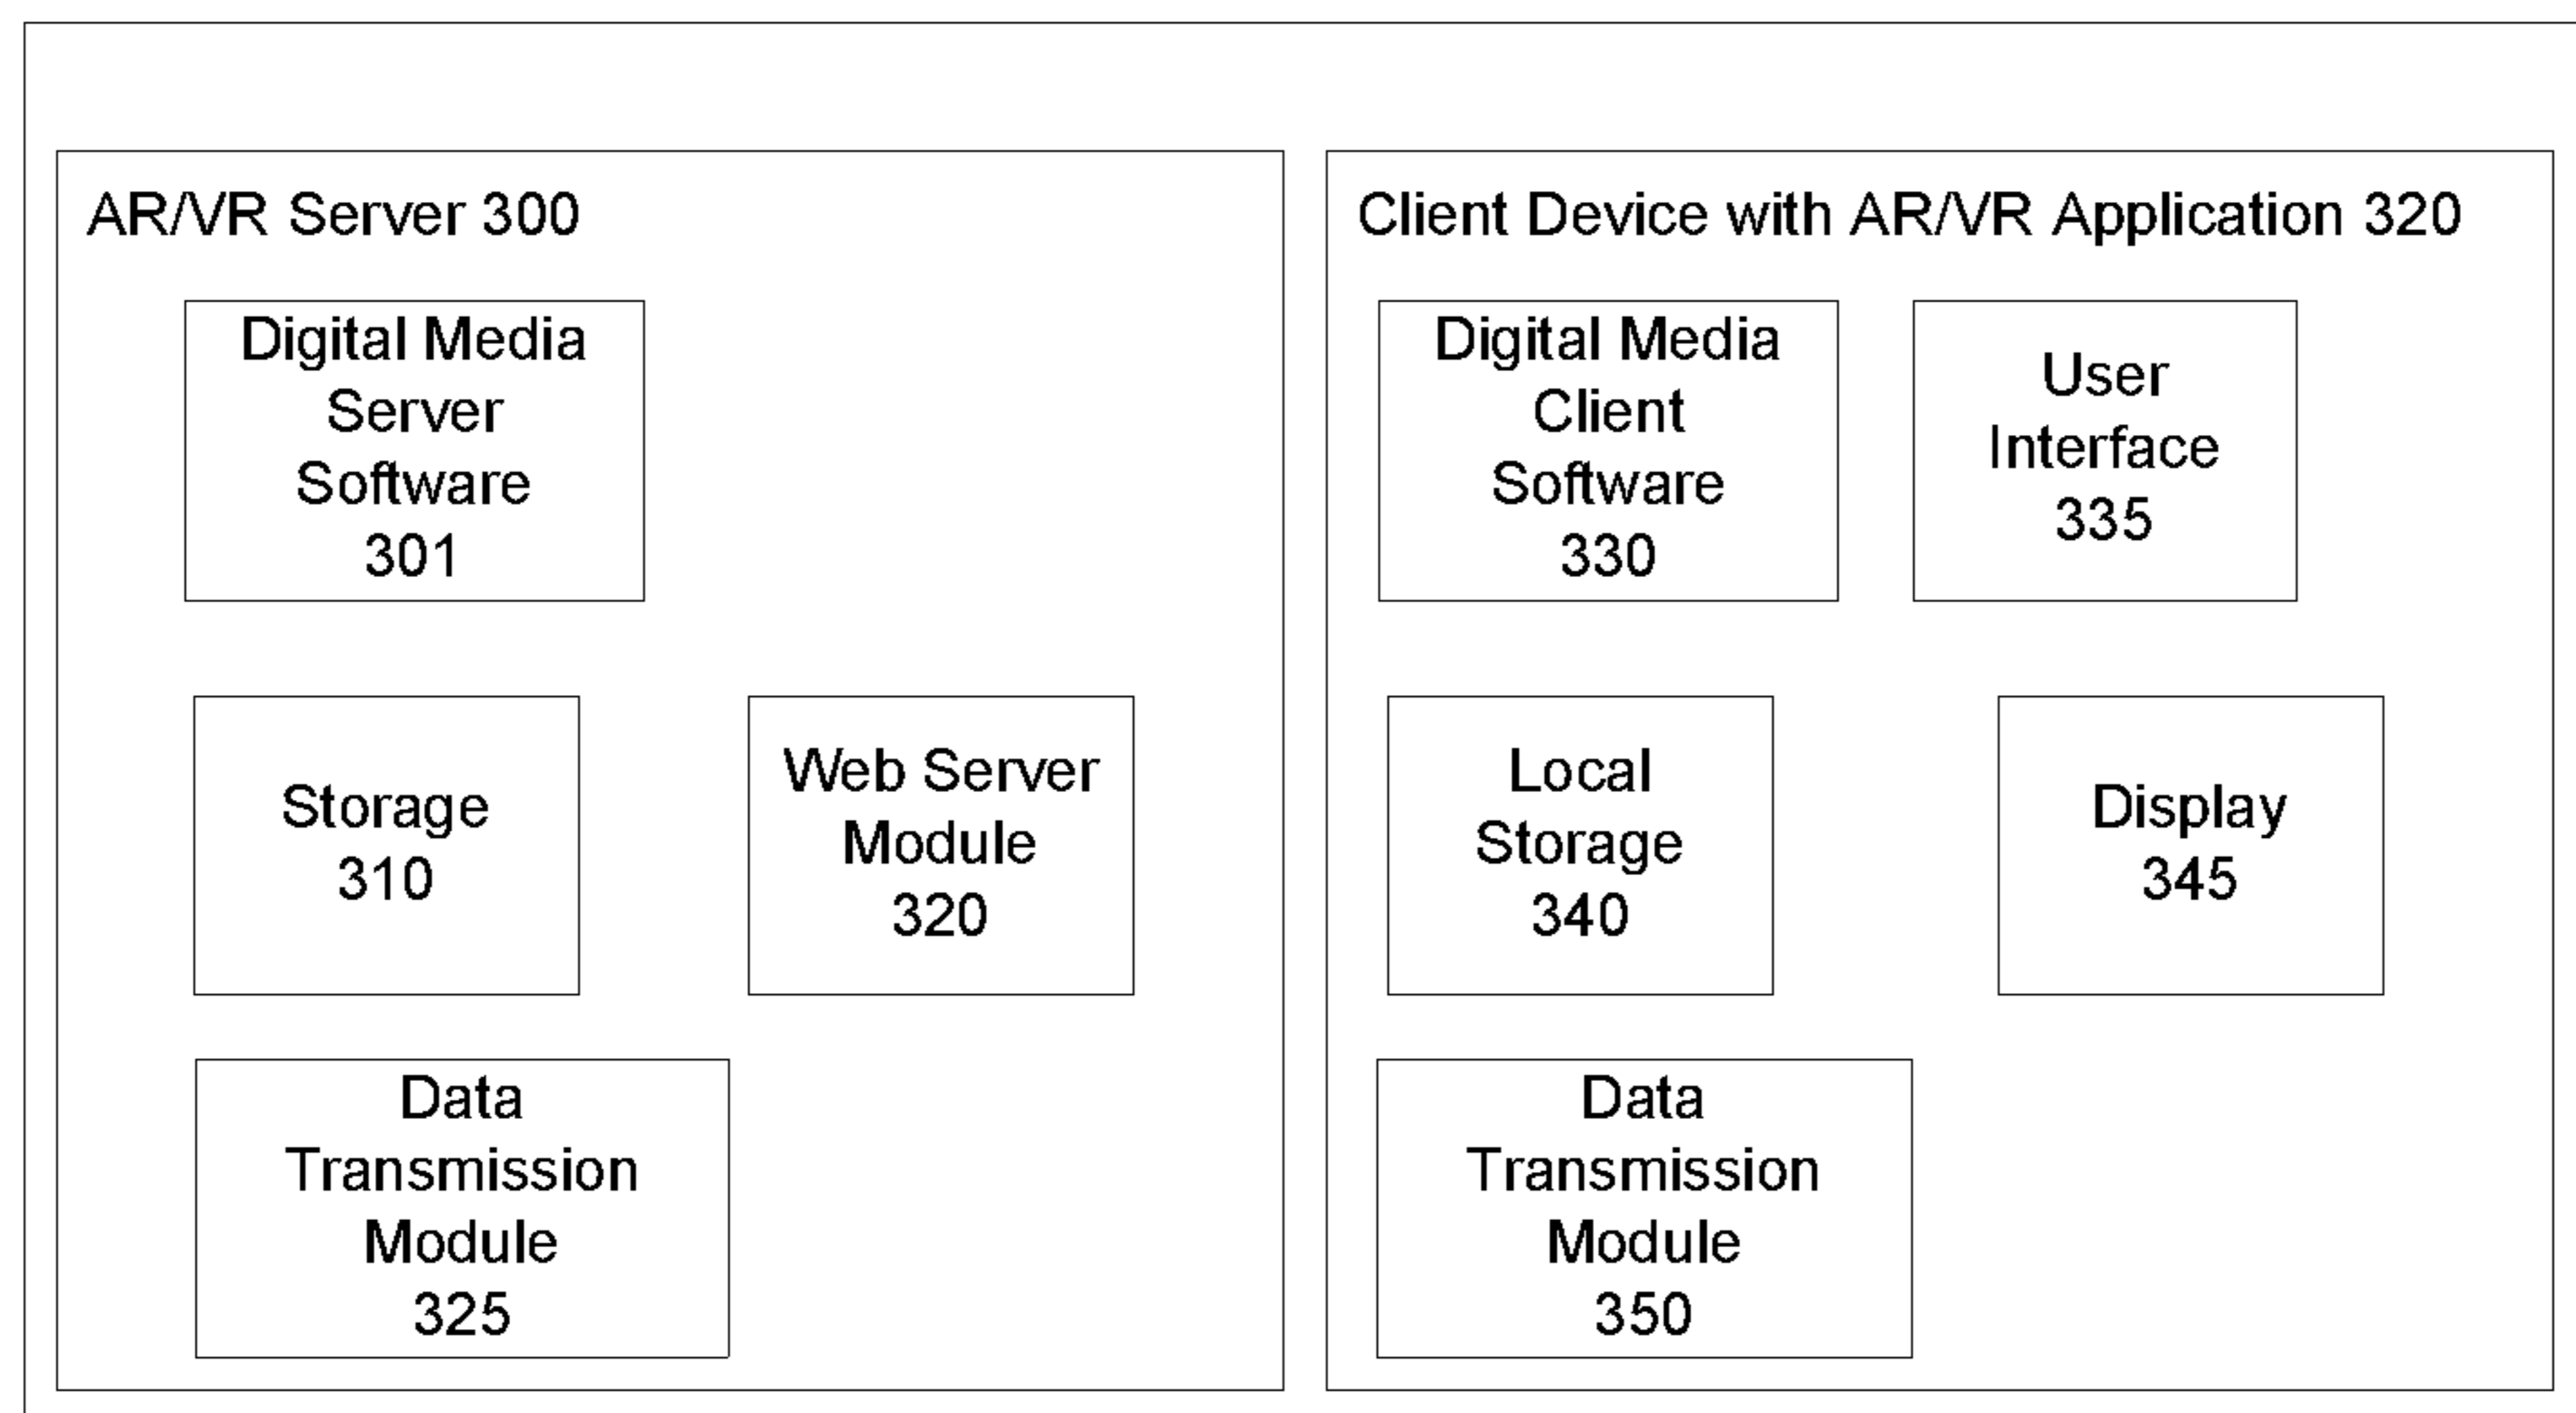 AR/VR Server 300
Digital Media
Server
Software
301
Storage
310
Web Server
Module
320
Data
Transmission
Module
325
Client Device with AR/VR Application 320
Digital Media
Client
Software
330
User
Interface
335
Local
Storage
340
Display
345
Data
Transmission
Module
350